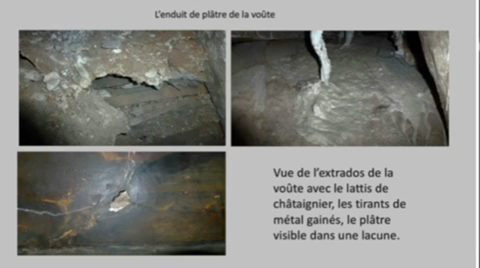 L'enduit de plâtre de la voûte
Vue de l'extrados de la
voûte avec le lattis de
châtaignier, les tirants de
métal gainés, le plâtre
visible dans une lacune.